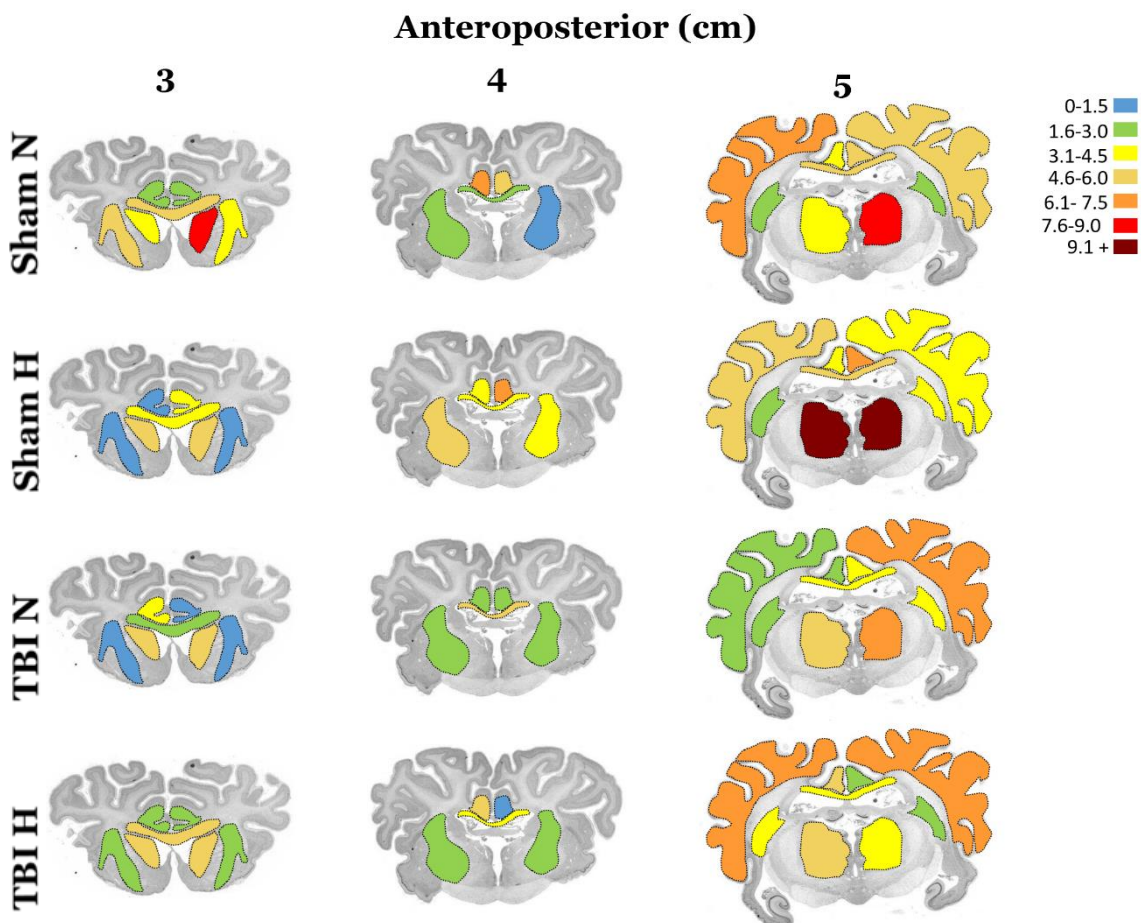 Anteroposterior (cm)
3 4 5
0-1.5
1.6-3.0
3.1-4.5
4.6-6.0
6.1- 7.5
7.6-9.0
9.1 +
Sham N
Sham H
TBI N
TBI H